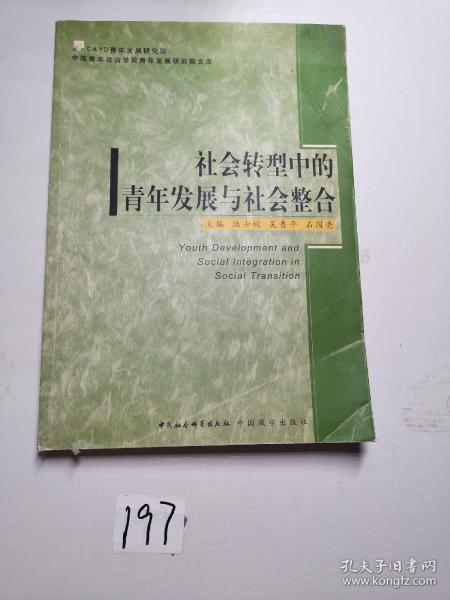 CAYD青年发展研究院
中国青年政治学院青年发展研究院文库
社会转型中的
青年发展与社会整合
主编 陆士桢 吴鲁平 石国亮
Youth Development and
Social Integration in
Social Transition
中国社会科学出版社 中国藏学出版社
197
孔夫子旧书网
www.kongfz.com